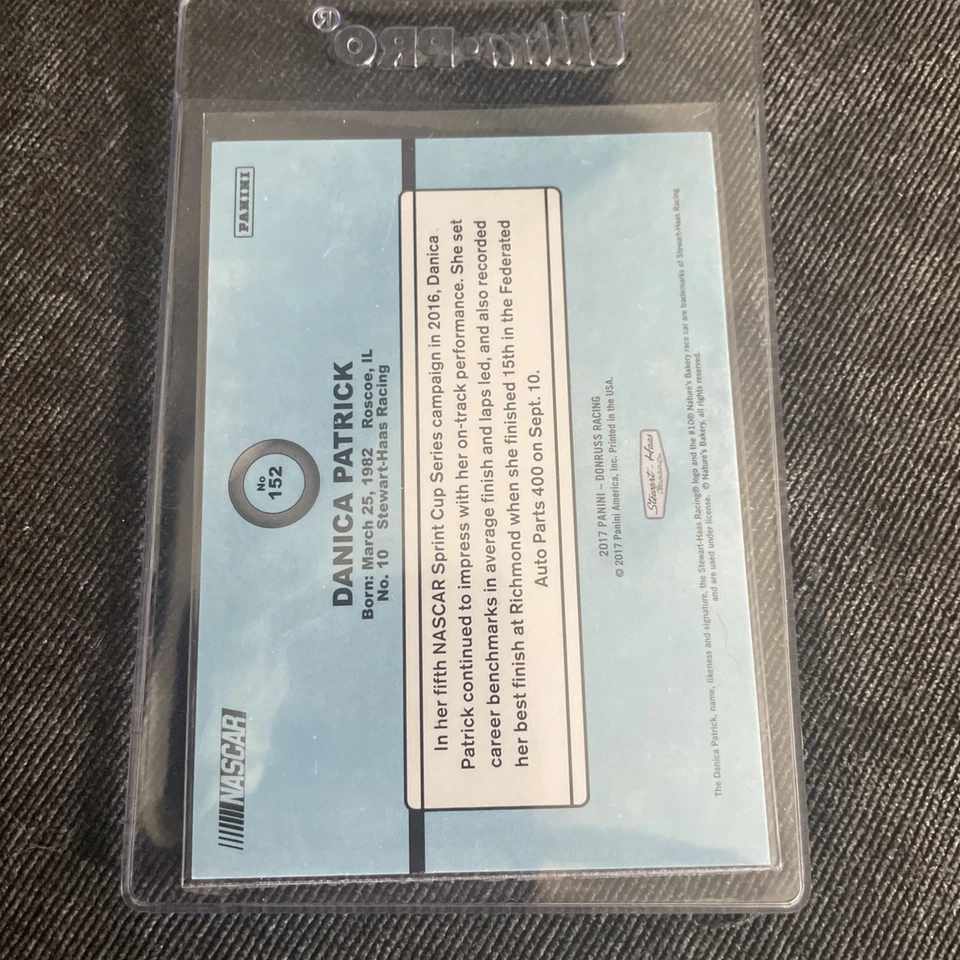 Ultra•PRO®
NASCAR
PANINI
No
152
DANICA PATRICK
Born: March 25, 1982 Roscoe, IL
No. 10 Stewart-Haas Racing
In her fifth NASCAR Sprint Cup Series campaign in 2016, Danica
Patrick continued to impress with her on-track performance. She set
career benchmarks in average finish and laps led, and also recorded
her best finish at Richmond when she finished 15th in the Federated
Auto Parts 400 on Sept. 10.
2017 PANINI – DONRUSS RACING
© 2017 Panini America, Inc. Printed in the USA.
Stewart-Haas
The Danica Patrick, name, likeness and signature, the Stewart-Haas Racing® logo and the #10® Nature's Bakery race car are trademarks of Stewart-Haas Racing
and are used under license. © Nature's Bakery, all rights reserved.